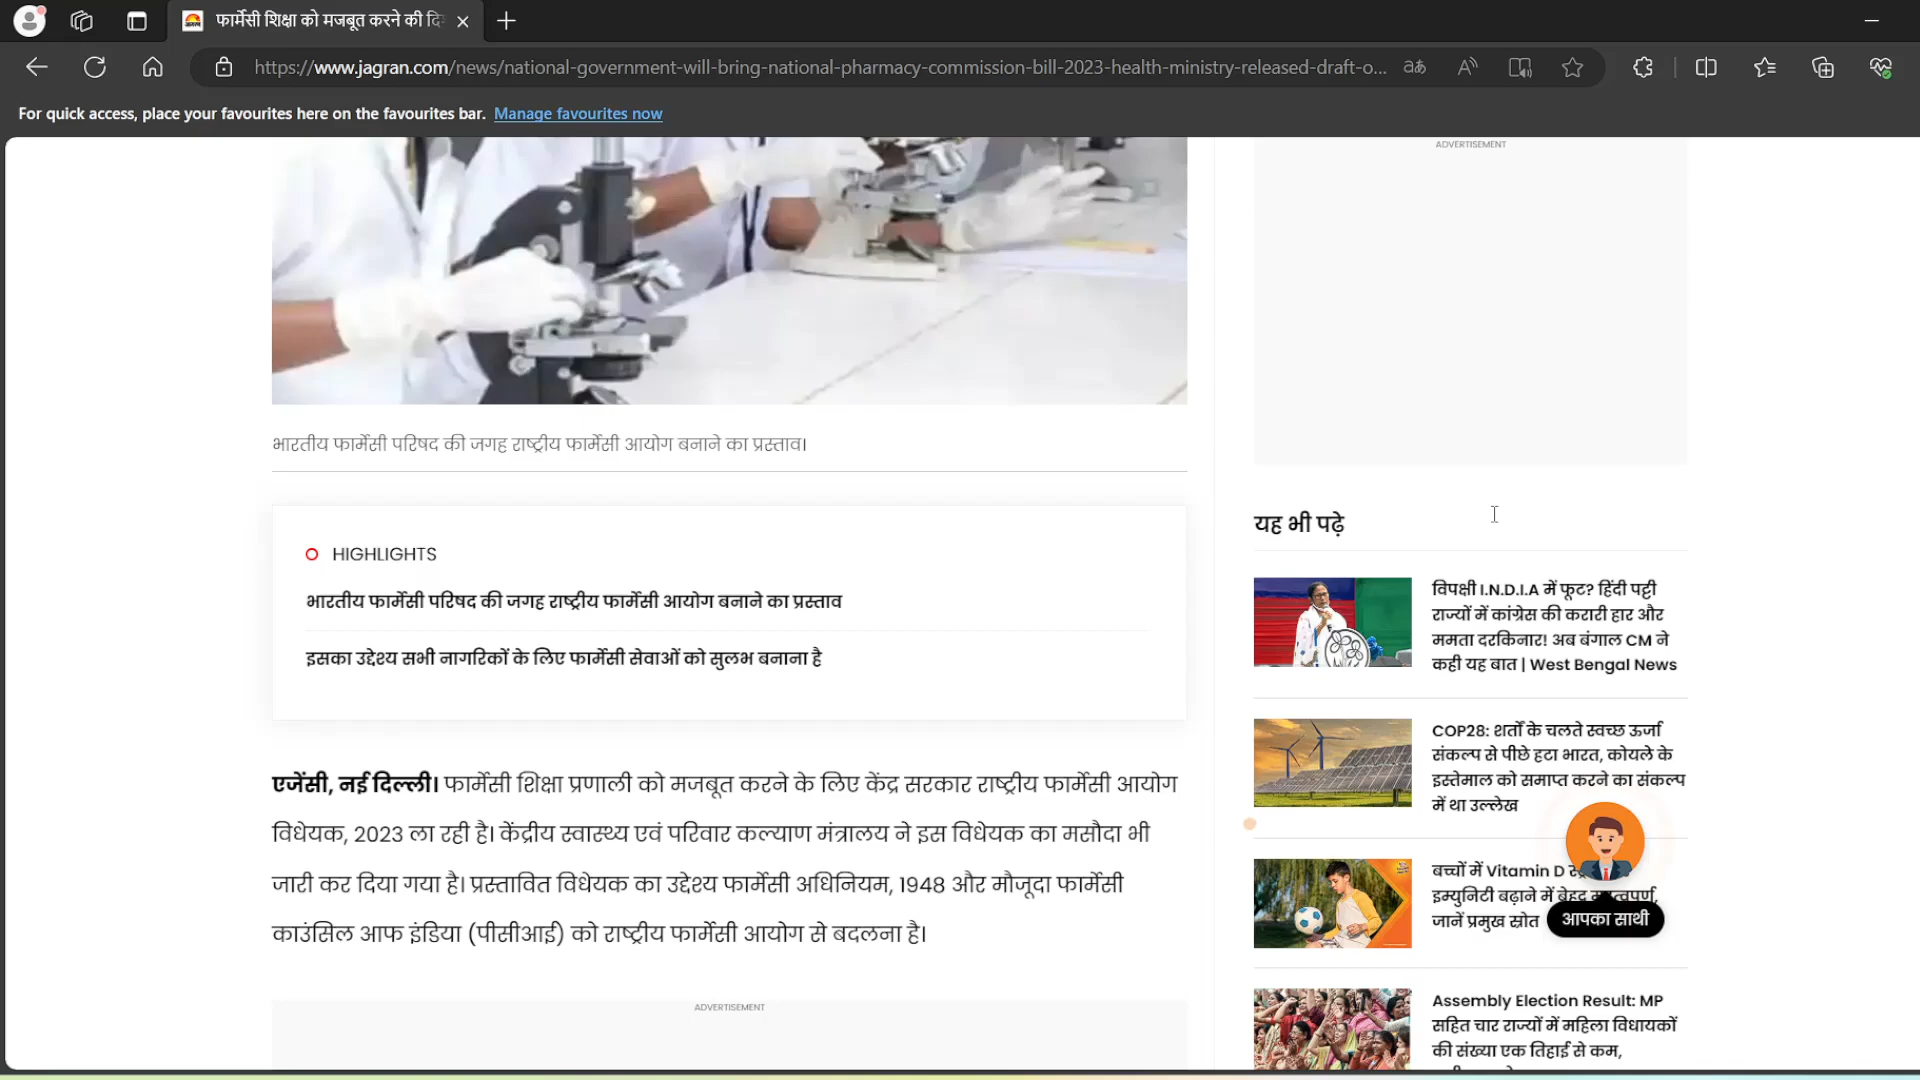 फार्मेसी शिक्षा को मजबूत करने की
https://www.jagran.com/news/national-government-will-bring-national-pharmacy-commission-bill-2023-health-ministry-released-draft-o...
For quick access, place your favourites here on the favourites bar. Manage favourites now
ADVERTISEMENT
भारतीय फार्मेसी परिषद की जगह राष्ट्रीय फार्मेसी आयोग बनाने का प्रस्ताव।
HIGHLIGHTS
भारतीय फार्मेसी परिषद की जगह राष्ट्रीय फार्मेसी आयोग बनाने का प्रस्ताव
इसका उद्देश्य सभी नागरिकों के लिए फार्मेसी सेवाओं को सुलभ बनाना है
एजेंसी, नई दिल्ली। फार्मेसी शिक्षा प्रणाली को मजबूत करने के लिए केंद्र सरकार राष्ट्रीय फार्मेसी आयोग
विधेयक, 2023 ला रही है। केंद्रीय स्वास्थ्य एवं परिवार कल्याण मंत्रालय ने इस विधेयक का मसौदा भी
जारी कर दिया गया है। प्रस्तावित विधेयक का उद्देश्य फार्मेसी अधिनियम, 1948 और मौजूदा फार्मेसी
काउंसिल आफ इंडिया (पीसीआई) को राष्ट्रीय फार्मेसी आयोग से बदलना है।
ADVERTISEMENT
यह भी पढ़े
विपक्षी I.N.D.I.A में फूट? हिंदी पट्टी
राज्यों में कांग्रेस की करारी हार और
ममता दरकिनार! अब बंगाल CM ने
कही यह बात | West Bengal News
COP28: शर्तों के चलते स्वच्छ ऊर्जा
संकल्प से पीछे हटा भारत, कोयले के
इस्तेमाल को समाप्त करने का संकल्प
में था उल्लेख
बच्चों में Vitamin D
इम्युनिटी बढ़ाने में बेहद
जानें प्रमुख स्रोत
आपका साथी
Assembly Election Result: MP
सहित चार राज्यों में महिला विधायकों
की संख्या एक तिहाई से कम,